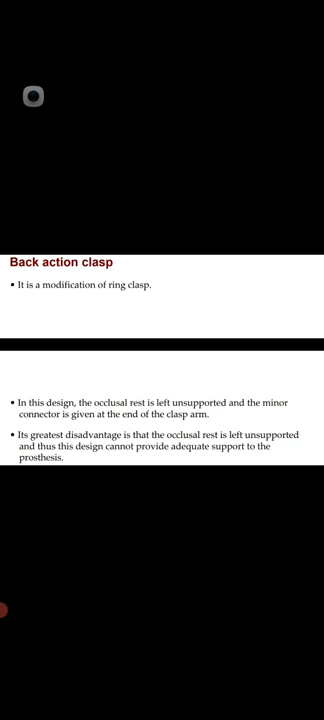 Back action clasp
• It is a modification of ring clasp.
• In this design, the occlusal rest is left unsupported and the minor
connector is given at the end of the clasp arm.
• Its greatest disadvantage is that the occlusal rest is left unsupported
and thus this design cannot provide adequate support to the
prosthesis.